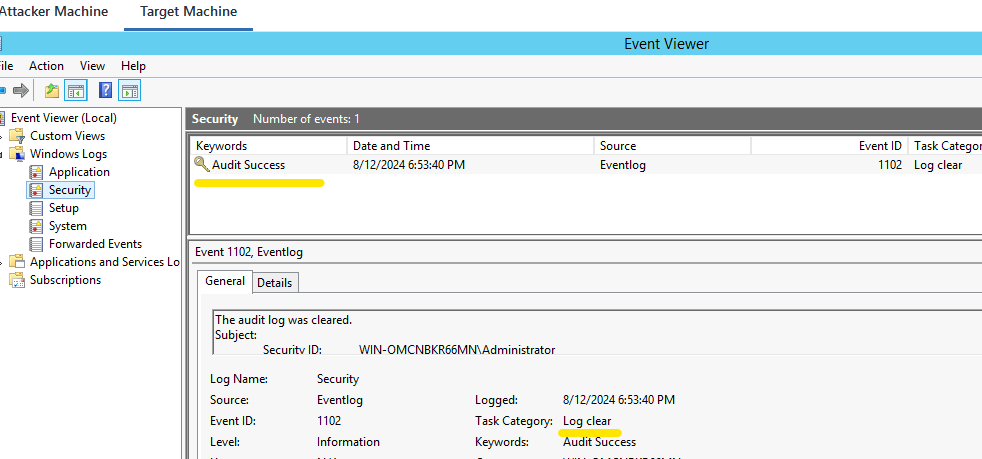 Attacker Machine Target Machine
Event Viewer
File Action View Help
Event Viewer (Local)
Custom Views
Windows Logs
Application
Security
Setup
System
Forwarded Events
Applications and Services Lo
Subscriptions
Security Number of events: 1
Keywords Date and Time Source Event ID Task Categor
Audit Success 8/12/2024 6:53:40 PM Eventlog 1102 Log clear
Event 1102, Eventlog
General Details
The audit log was cleared.
Subject:
Security ID: WIN-OMCNBKR66MN\Administrator
Log Name: Security
Source: Eventlog Logged: 8/12/2024 6:53:40 PM
Event ID: 1102 Task Category: Log clear
Level: Information Keywords: Audit Success